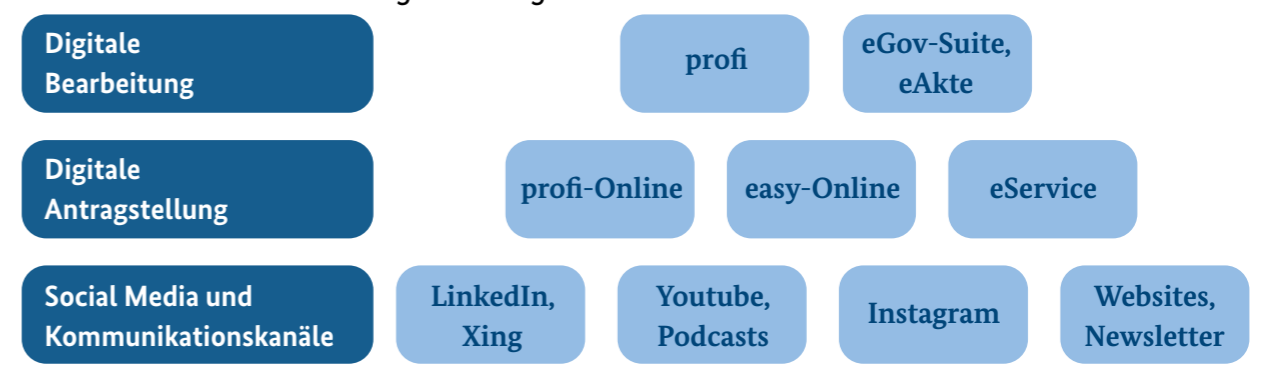 Digitale
Bearbeitung
profi
eGov-Suite,
eAkte
Digitale
Antragstellung
profi-Online
easy-Online
eService
Social Media und
Kommunikationskanäle
LinkedIn,
Xing
Youtube,
Podcasts
Instagram
Websites,
Newsletter